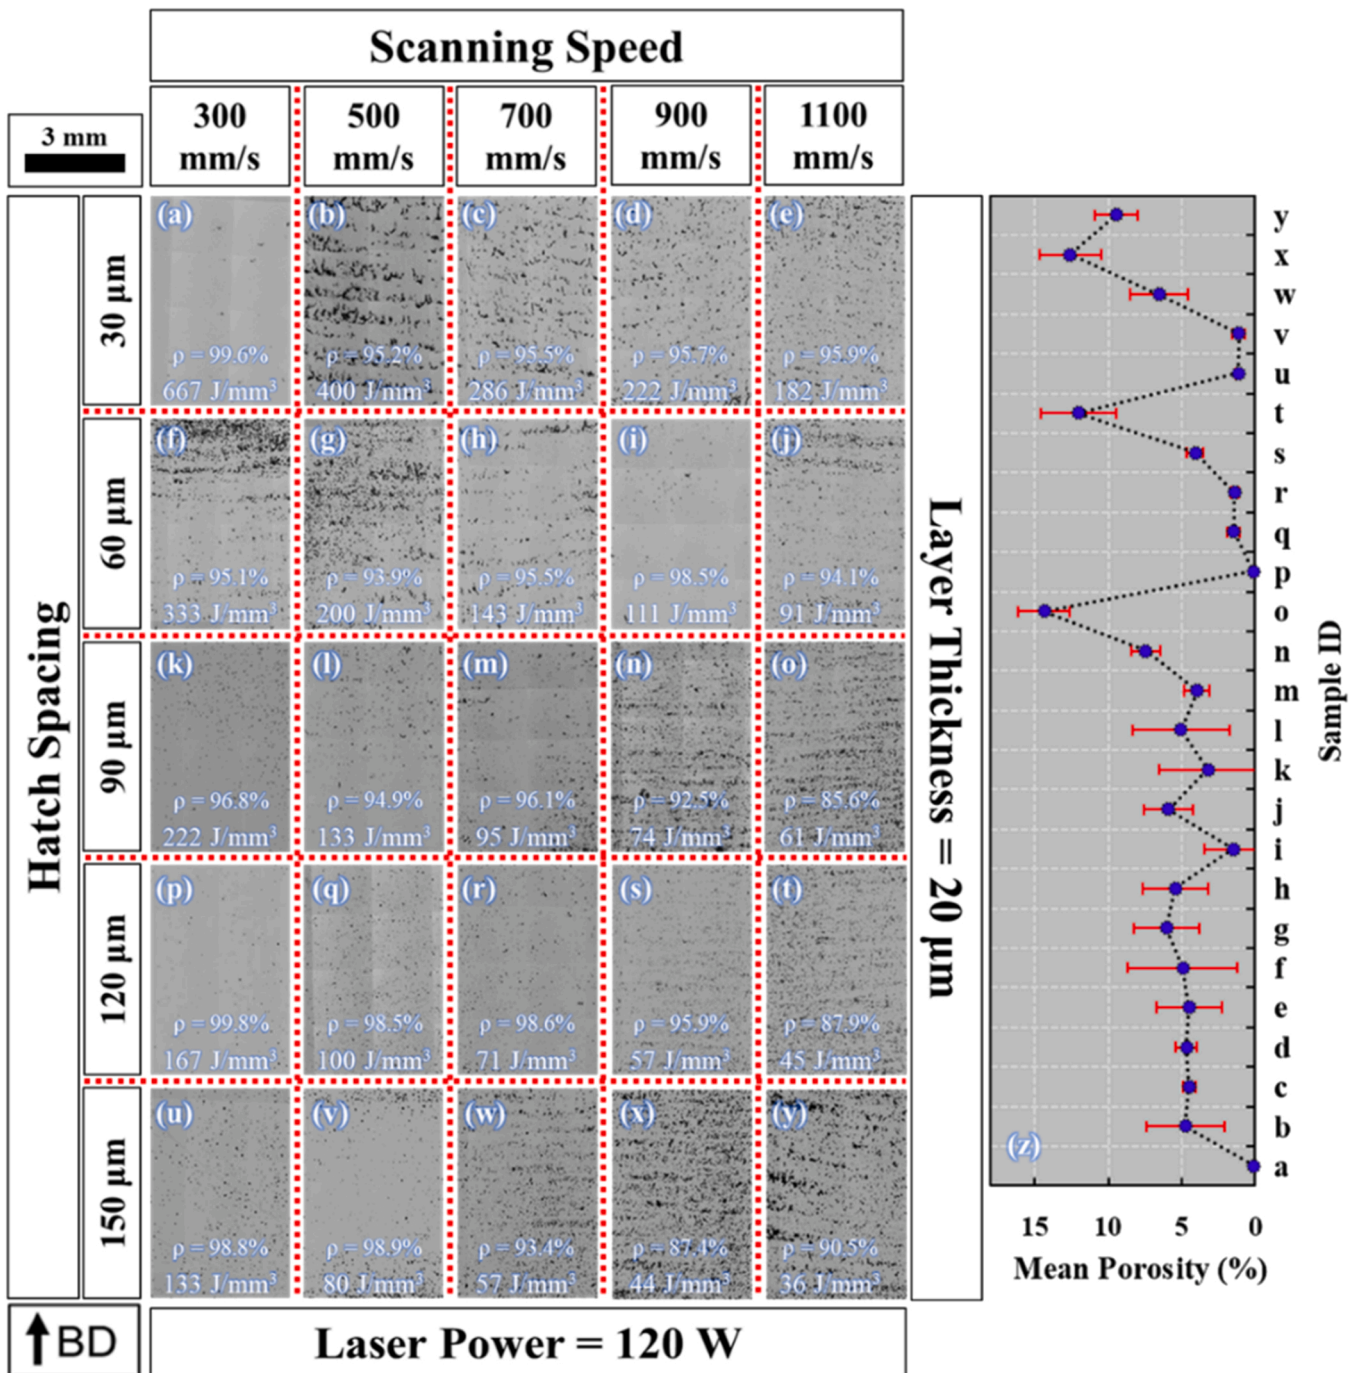 Scanning Speed
3 mm
300 mm/s
500 mm/s
700 mm/s
900 mm/s
1100 mm/s
Hatch Spacing
30 µm
(a)
ρ = 99.6%
667 J/mm³
(b)
ρ = 95.2%
400 J/mm³
(c)
ρ = 95.5%
286 J/mm³
(d)
ρ = 95.7%
222 J/mm³
(e)
ρ = 95.9%
182 J/mm³
60 µm
(f)
ρ = 95.1%
333 J/mm³
(g)
ρ = 93.9%
200 J/mm³
(h)
ρ = 95.5%
143 J/mm³
(i)
ρ = 98.5%
111 J/mm³
(j)
ρ = 94.1%
91 J/mm³
90 µm
(k)
ρ = 96.8%
222 J/mm³
(l)
ρ = 94.9%
133 J/mm³
(m)
ρ = 96.1%
95 J/mm³
(n)
ρ = 92.5%
74 J/mm³
(o)
ρ = 85.6%
61 J/mm³
120 µm
(p)
ρ = 99.8%
167 J/mm³
(q)
ρ = 98.5%
100 J/mm³
(r)
ρ = 98.6%
71 J/mm³
(s)
ρ = 95.9%
57 J/mm³
(t)
ρ = 87.9%
45 J/mm³
150 µm
(u)
ρ = 98.8%
133 J/mm³
(v)
ρ = 98.9%
80 J/mm³
(w)
ρ = 93.4%
57 J/mm³
(x)
ρ = 87.4%
44 J/mm³
(y)
ρ = 90.5%
36 J/mm³
BD
Laser Power = 120 W
Layer Thickness = 20 µm
y
x
w
v
u
t
s
r
q
p
o
n
m
l
k
j
i
h
g
f
e
d
c
b
a
Sample ID
(z)
15 10 5 0
Mean Porosity (%)